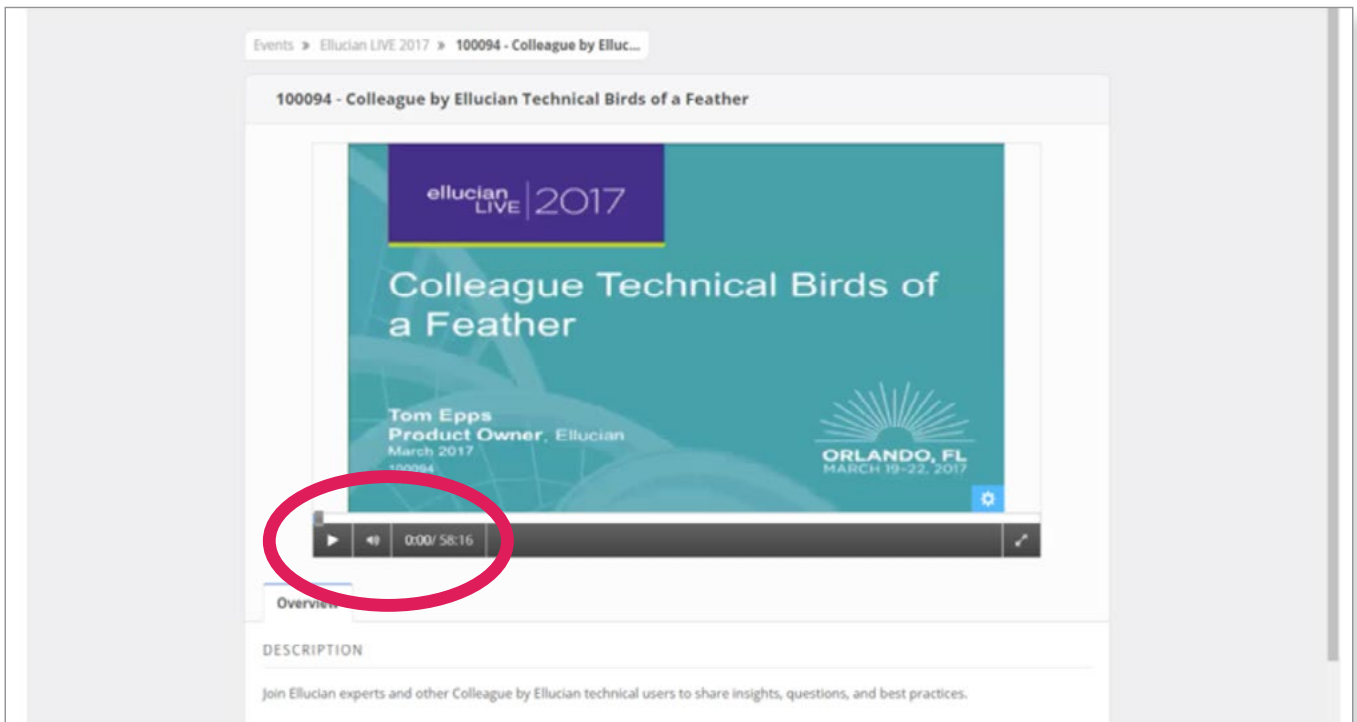 Events » Ellucian LIVE 2017 » 100094 - Colleague by Elluc...
100094 - Colleague by Ellucian Technical Birds of a Feather
ellucian
LIVE 2017
Colleague Technical Birds of
a Feather
Tom Epps
Product Owner, Ellucian
March 2017
100094
ORLANDO, FL
MARCH 19-22, 2017
0:00/ 58:16
Overview
DESCRIPTION
Join Ellucian experts and other Colleague by Ellucian technical users to share insights, questions, and best practices.